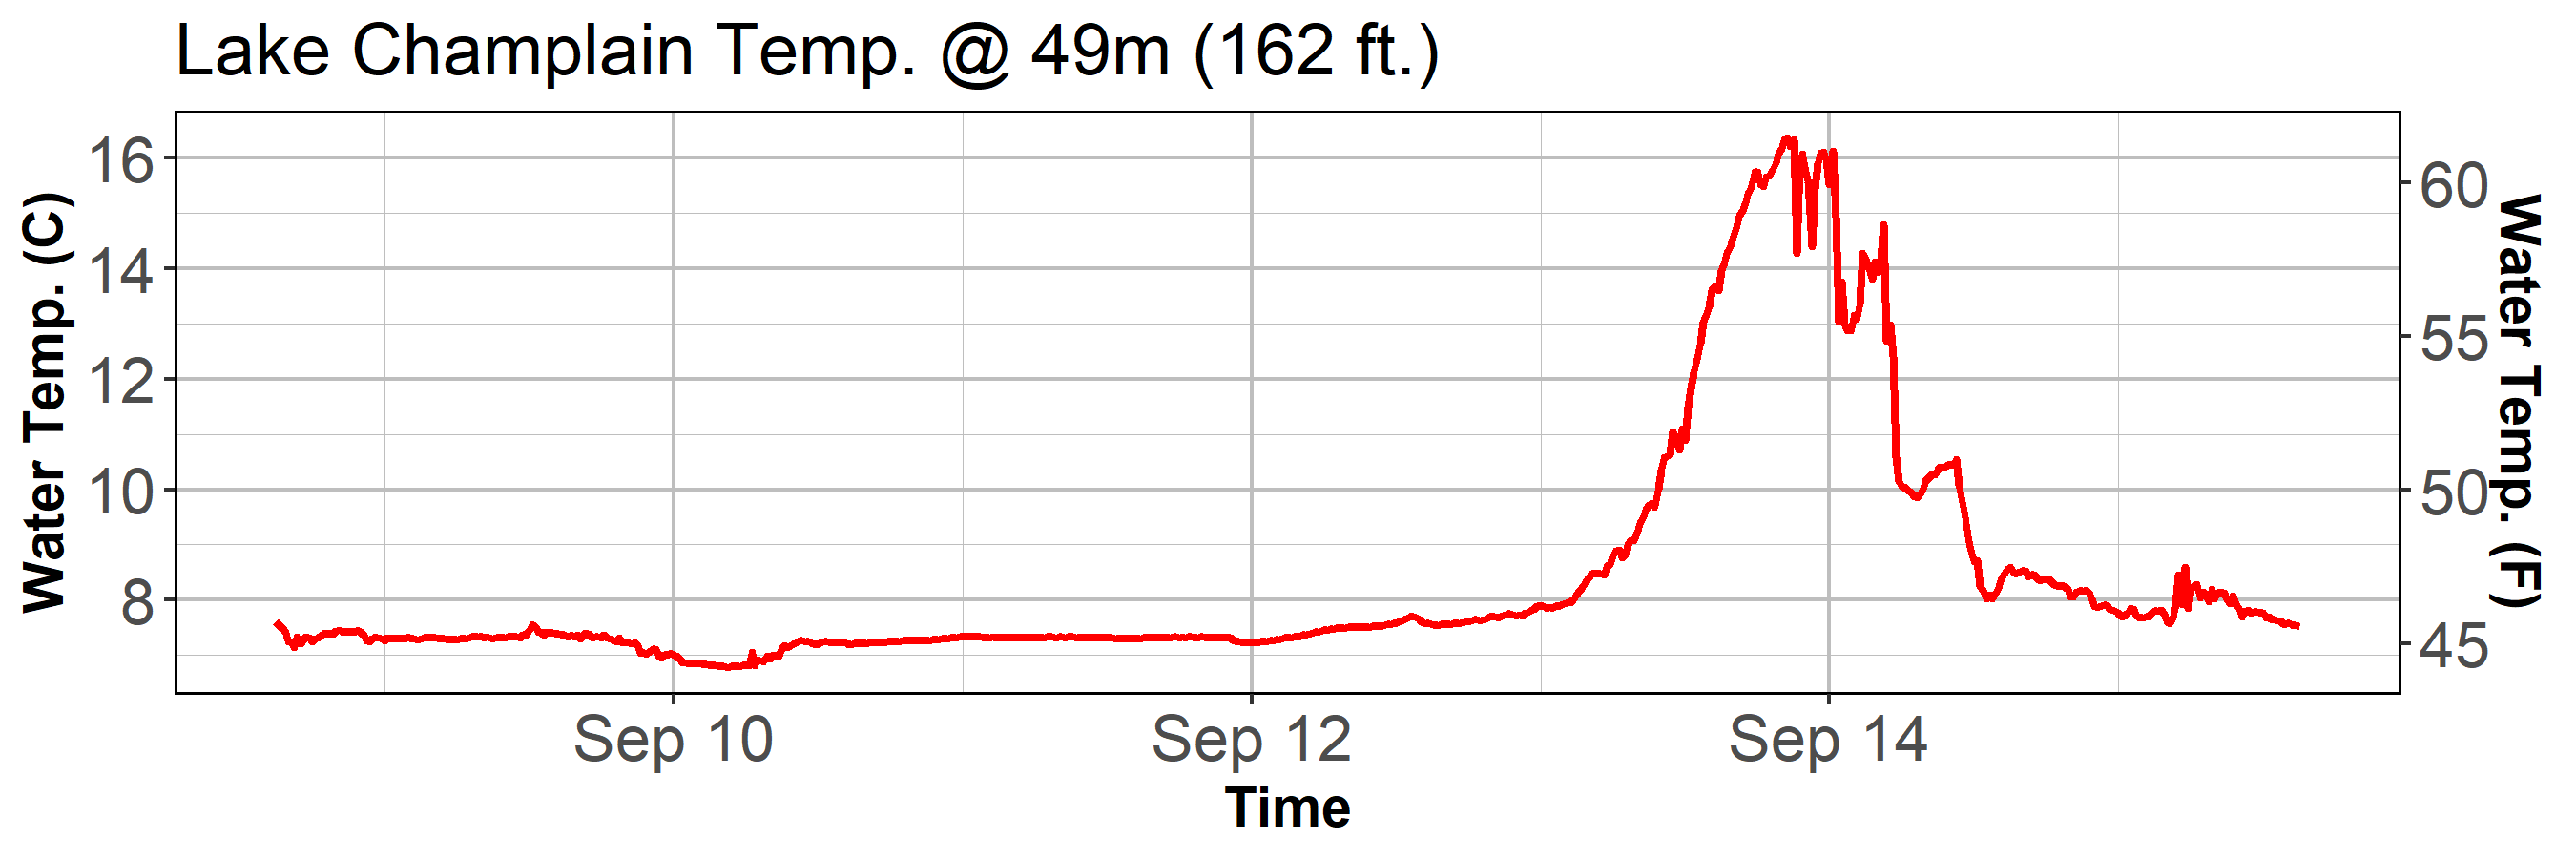 Lake Champlain Temp. @ 49m (162 ft.)
Water Temp. (C)
16
14
12
10
8
60
55
50
45
Water Temp. (F)
Sep 10 Sep 12 Sep 14
Time